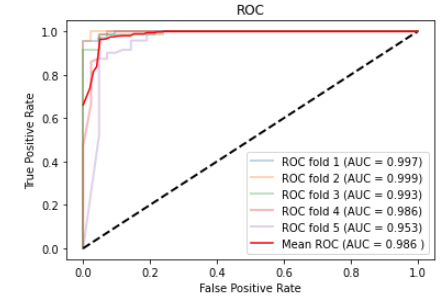 ROC
1.0
0.8
0.6
0.4
0.2
0.0
True Positive Rate
ROC fold 1 (AUC = 0.997)
ROC fold 2 (AUC = 0.999)
ROC fold 3 (AUC = 0.993)
ROC fold 4 (AUC = 0.986)
ROC fold 5 (AUC = 0.953)
Mean ROC (AUC = 0.986 )
0.0 0.2 0.4 0.6 0.8 1.0
False Positive Rate